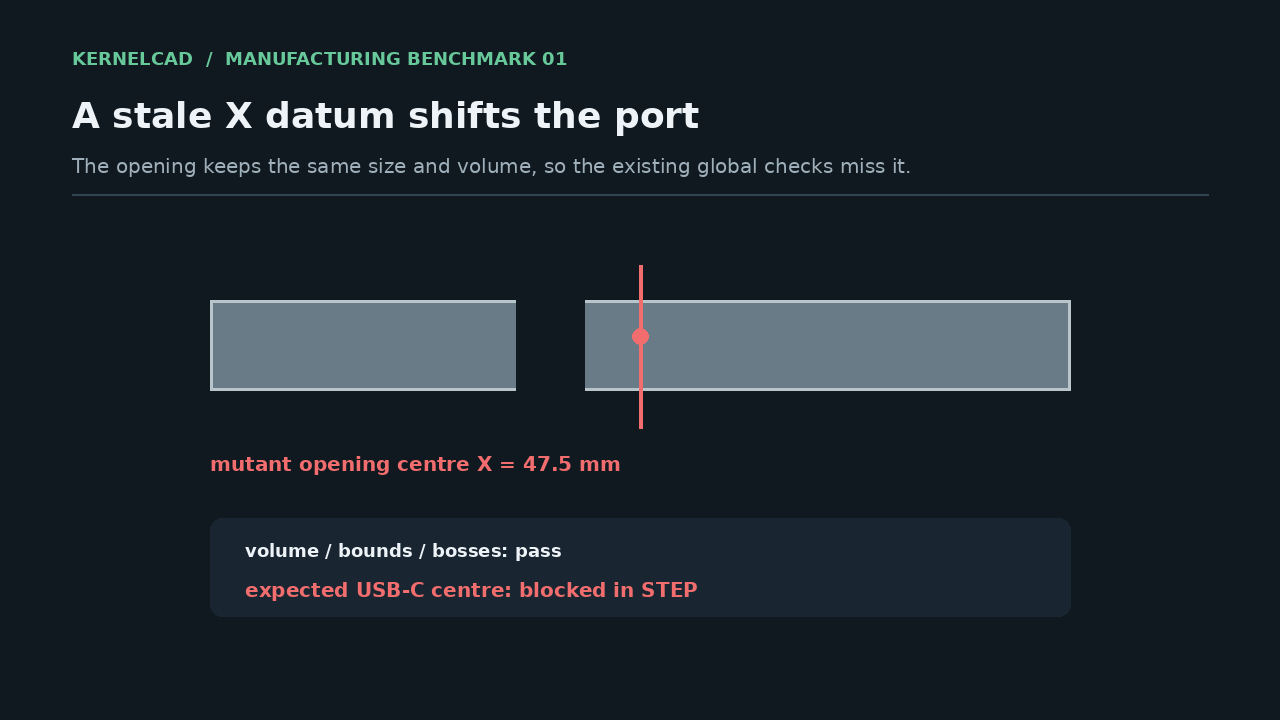 KERNELCAD / MANUFACTURING BENCHMARK 01
A stale X datum shifts the port
The opening keeps the same size and volume, so the existing global checks miss it.
mutant opening centre X = 47.5 mm
volume / bounds / bosses: pass
expected USB-C centre: blocked in STEP